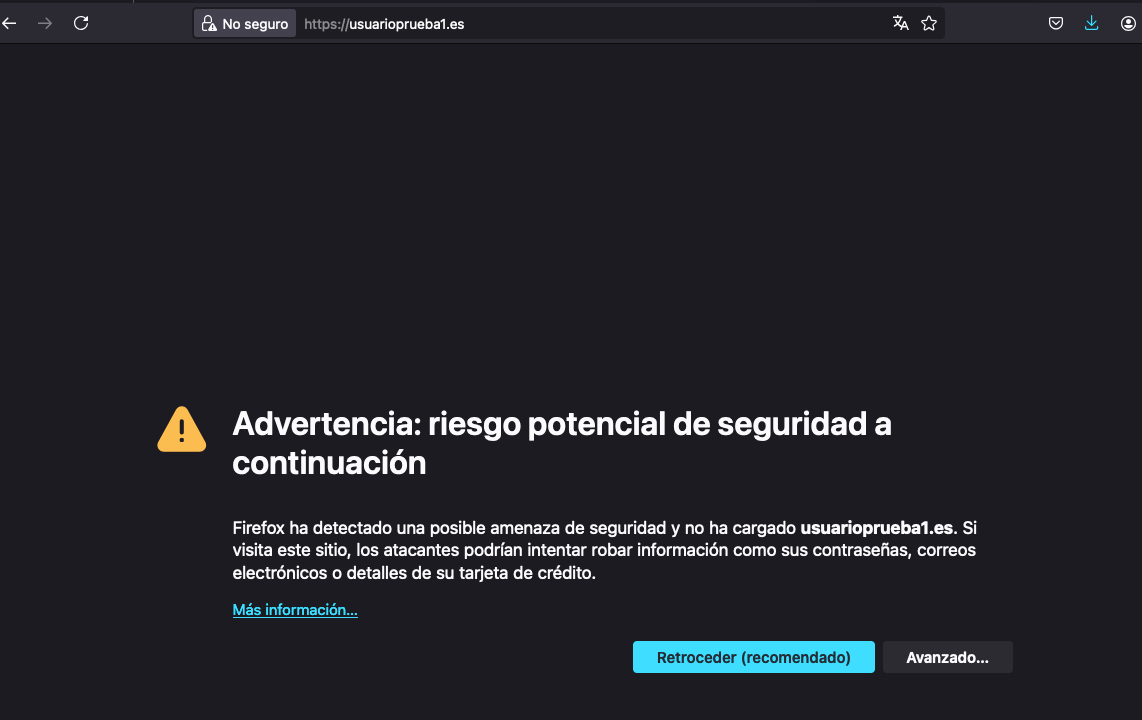 No seguro https://usuarioprueba1.es
Advertencia: riesgo potencial de seguridad a
continuación
Firefox ha detectado una posible amenaza de seguridad y no ha cargado usuarioprueba1.es. Si
visita este sitio, los atacantes podrían intentar robar información como sus contraseñas, correos
electrónicos o detalles de su tarjeta de crédito.
Más información...
Retroceder (recomendado) Avanzado...